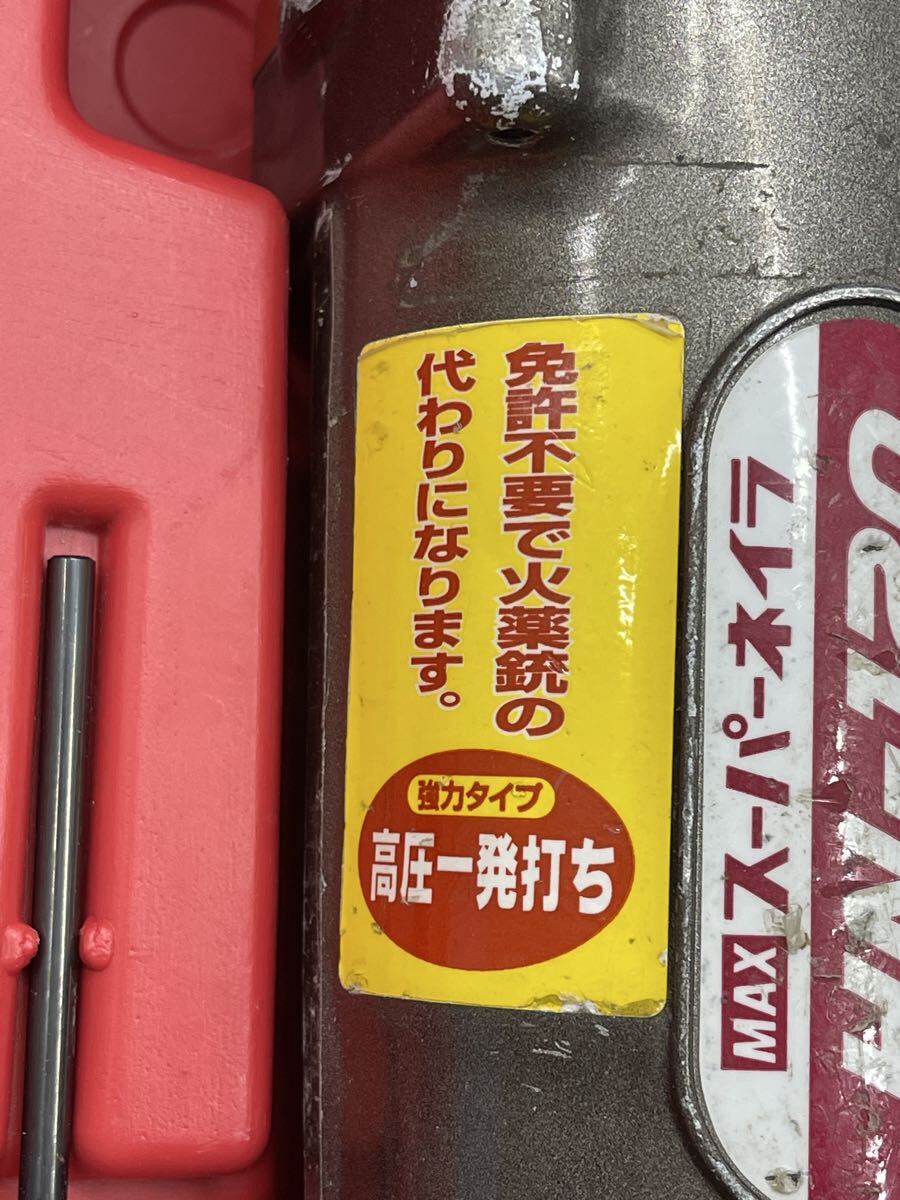 免許不要で火薬銃の
代わりになります。
強力タイプ
高圧一発打ち
MAX スーパーネイラ